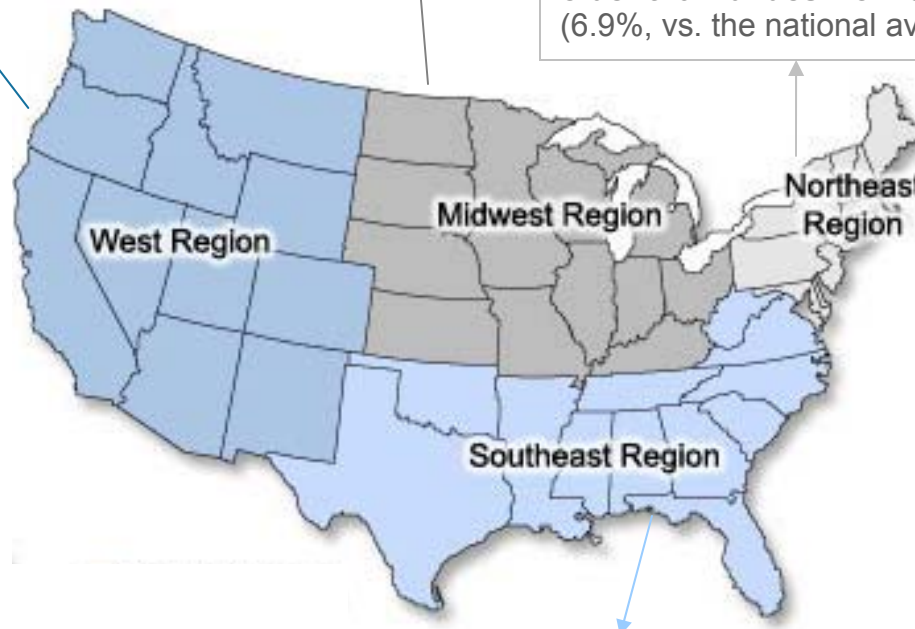 (6.9%, vs. the national av
Northeast
Region
Midwest Region
West Region
Southeast Region